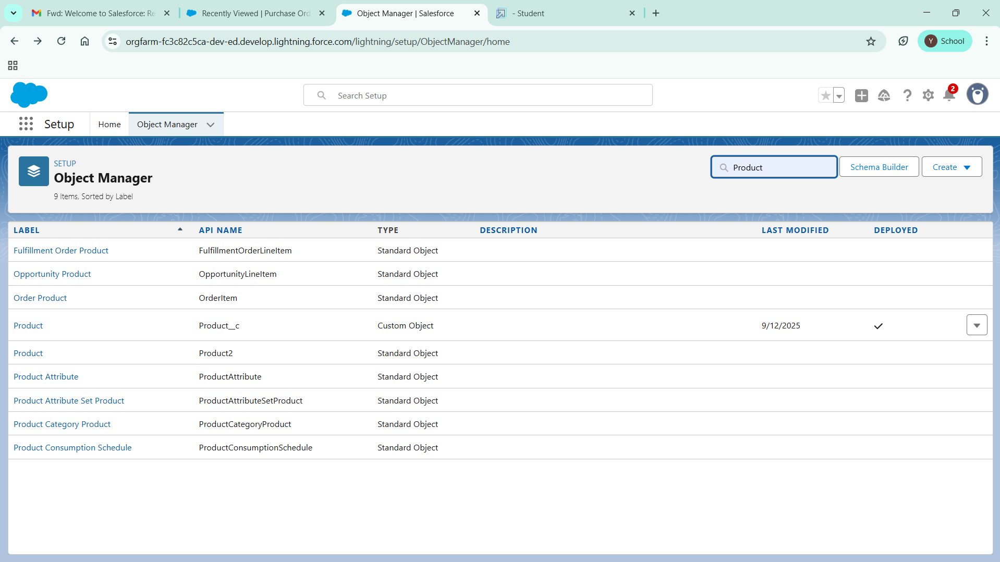 Fwd: Welcome to Salesforce: Re
Recently Viewed | Purchase Ord
Object Manager | Salesforce
- Student
orgfarm-fc3c82c5ca-dev-ed.develop.lightning.force.com/lightning/setup/ObjectManager/home
Y School
Search Setup
2
Setup
Home
Object Manager
SETUP
Object Manager
9 Items, Sorted by Label
Product
Schema Builder
Create
LABEL API NAME TYPE DESCRIPTION LAST MODIFIED DEPLOYED
Fulfillment Order Product FulfillmentOrderLineItem Standard Object
Opportunity Product OpportunityLineItem Standard Object
Order Product OrderItem Standard Object
Product Product__c Custom Object 9/12/2025
Product Product2 Standard Object
Product Attribute ProductAttribute Standard Object
Product Attribute Set Product ProductAttributeSetProduct Standard Object
Product Category Product ProductCategoryProduct Standard Object
Product Consumption Schedule ProductConsumptionSchedule Standard Object